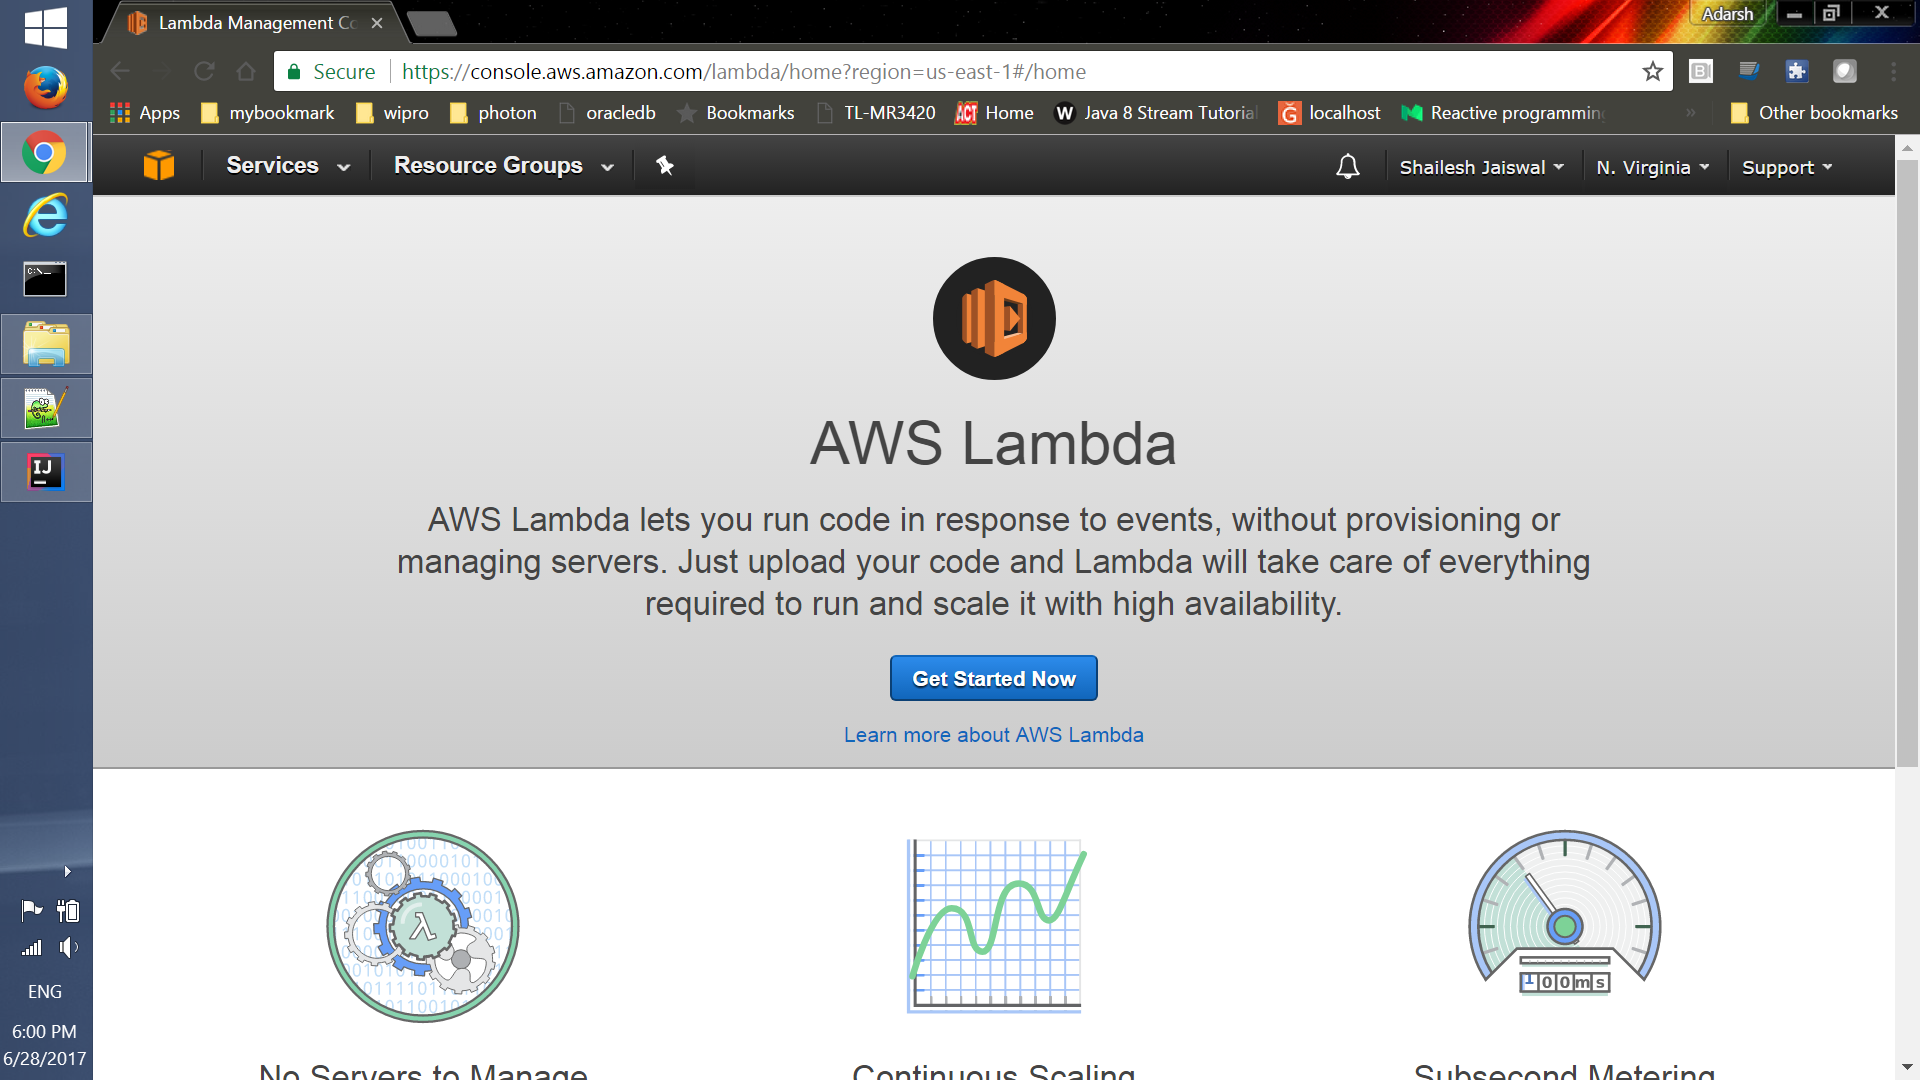 Lambda Management Co
Adarsh
Secure
https://console.aws.amazon.com/lambda/home?region=us-east-1#/home
Apps
mybookmark
wipro
photon
oracledb
Bookmarks
TL-MR3420
ACT
Home
W
Java 8 Stream Tutorial
localhost
Reactive programming
»
Other bookmarks
Services
Resource Groups
Shailesh Jaiswal
N. Virginia
Support
AWS Lambda
AWS Lambda lets you run code in response to events, without provisioning or
managing servers. Just upload your code and Lambda will take care of everything
required to run and scale it with high availability.
Get Started Now
Learn more about AWS Lambda
λ
100ms
No Servers to Manage
Continuous Scaling
Subsecond Metering
C:\_
IJ
ENG
6:00 PM
6/28/2017